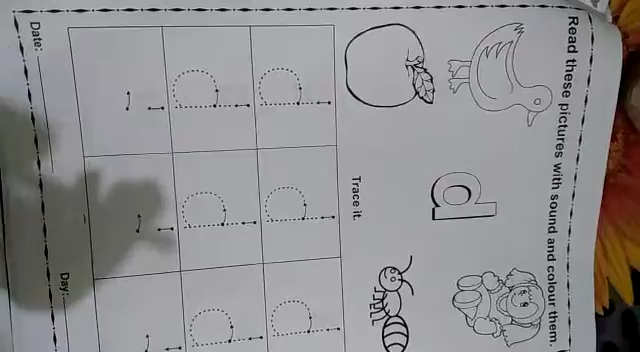 Read these pictures with sound and colour them.
d
Trace it.
d d d
d d d
Date:
Day: